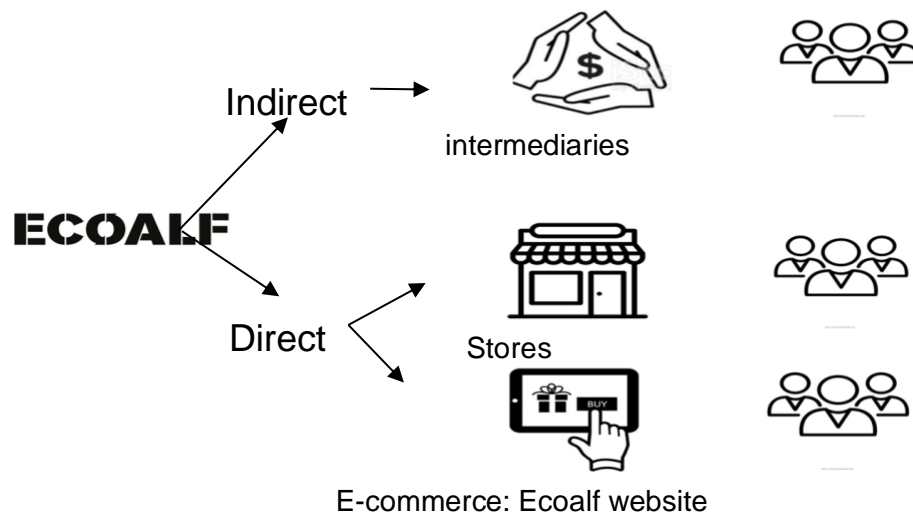 Indirect
$
intermediaries
ECOALF
Direct
Stores
BUY
E-commerce: Ecoalf website